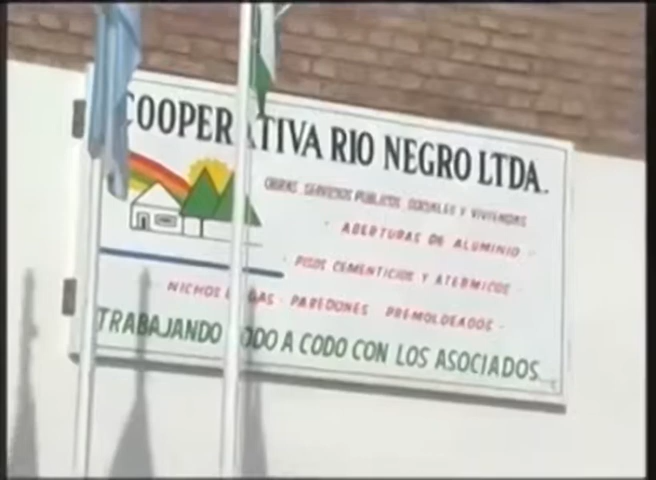 COOPERATIVA RIO NEGRO LTDA.
OBRAS, SERVICIOS PUBLICOS, SOCIALES Y VIVIENDAS
- ABERTURAS DE ALUMINIO -
- PISOS CEMENTICIOS Y ATERMICOS -
- NICHOS GAS - PAREDONES PREMOLDEADOS -
TRABAJANDO CODO A CODO CON LOS ASOCIADOS